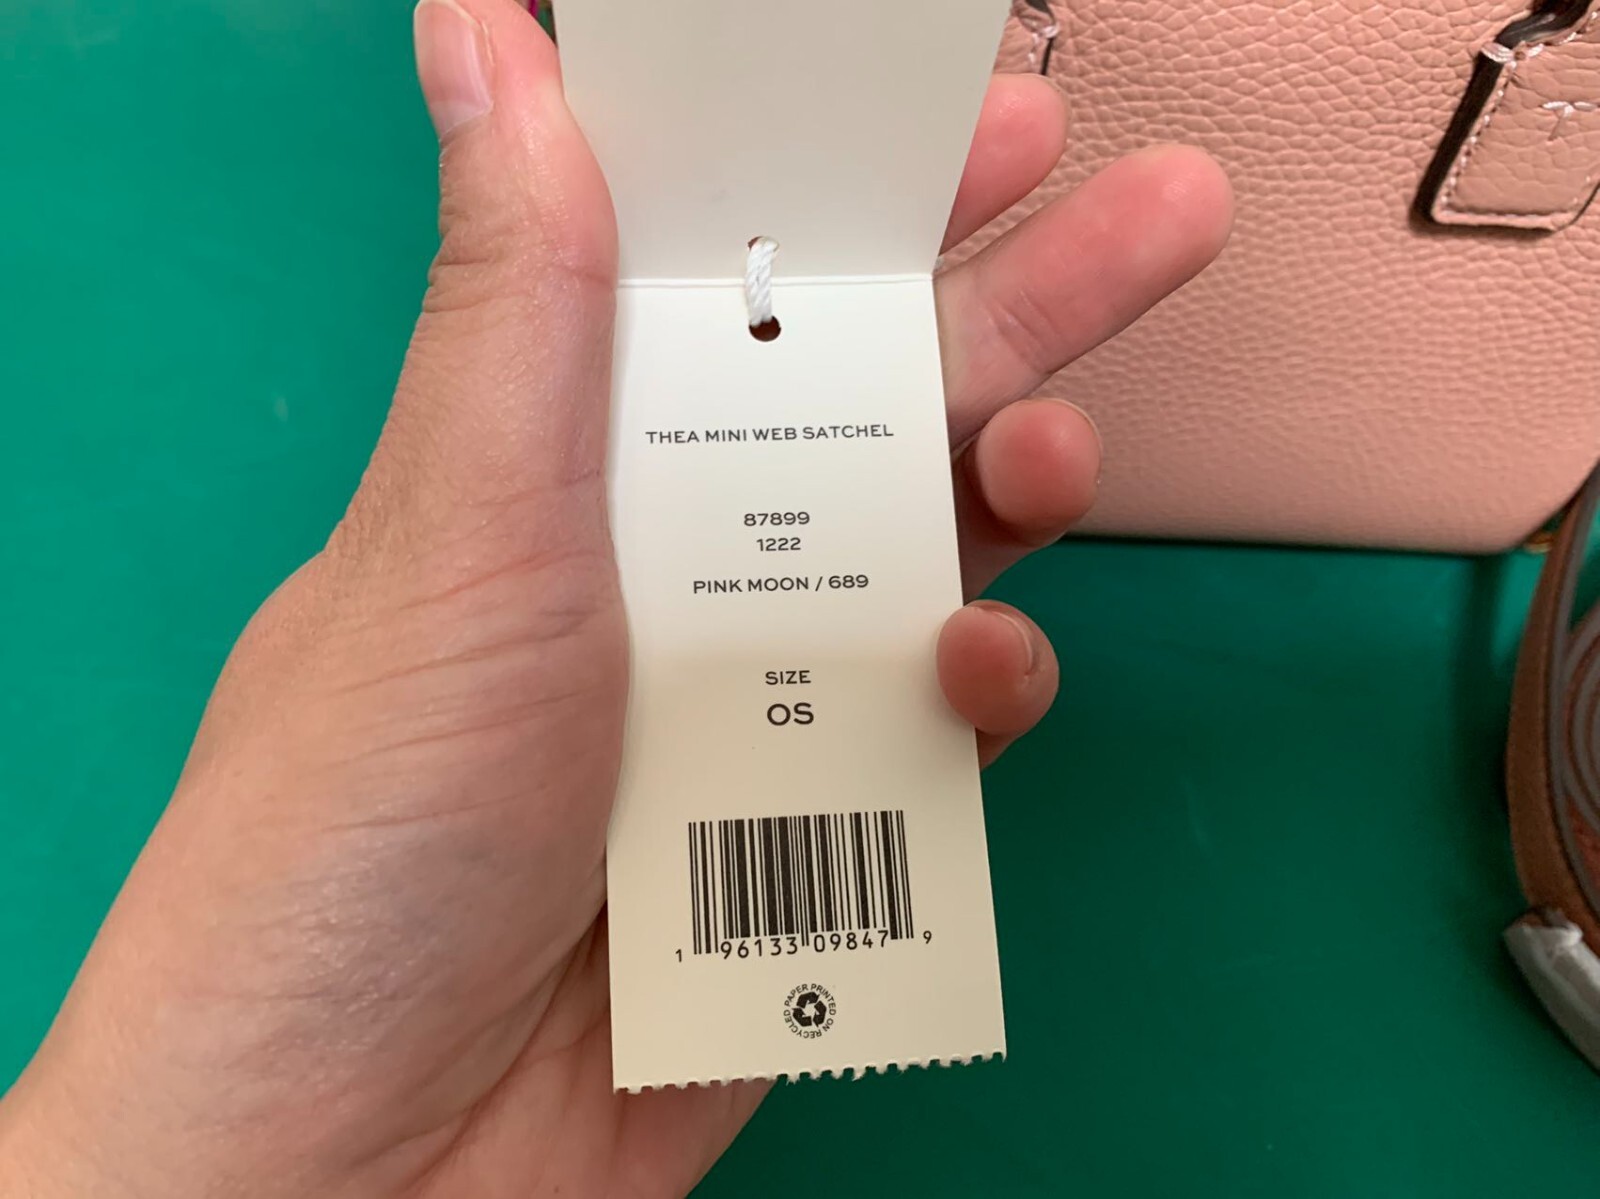 THEA MINI WEB SATCHEL
87899
1222
PINK MOON / 689
SIZE
OS
1 96133 09847 9
PAPER PRINTED ON RECYCLED